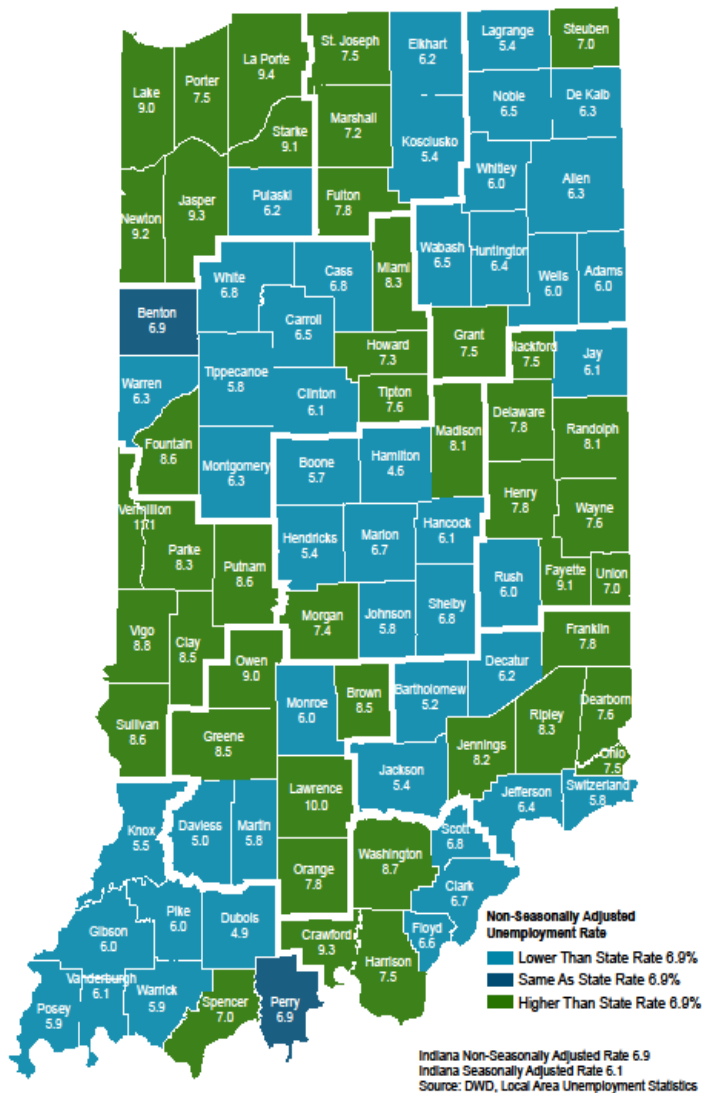 Lake
9.0
Porter
7.5
La Porte
9.4
St. Joseph
7.5
Elkhart
6.2
Lagrange
5.4
Steuben
7.0
Noble
6.5
De Kalb
6.3
Starke
9.1
Marshall
7.2
Kosciusko
5.4
Whitley
6.0
Allen
6.3
Newton
9.2
Jasper
9.3
Pulaski
6.2
Fulton
7.8
Wabash
6.5
Huntington
6.4
Wells
6.0
Adams
6.0
White
6.8
Cass
6.8
Miami
8.3
Benton
6.9
Carroll
6.5
Howard
7.3
Grant
7.5
Blackford
7.5
Jay
6.1
Warren
6.3
Tippecanoe
5.8
Clinton
6.1
Tipton
7.6
Madison
8.1
Delaware
7.8
Randolph
8.1
Fountain
8.6
Montgomery
6.3
Boone
5.7
Hamilton
4.6
Henry
7.8
Wayne
7.6
Vermillion
11.1
Parke
8.3
Putnam
8.6
Hendricks
5.4
Marion
6.7
Hancock
6.1
Rush
6.0
Fayette
9.1
Union
7.0
Vigo
8.8
Clay
8.5
Owen
9.0
Morgan
7.4
Johnson
5.8
Shelby
6.8
Decatur
6.2
Franklin
7.8
Sullivan
8.6
Greene
8.5
Monroe
6.0
Brown
8.5
Bartholomew
5.2
Jennings
8.2
Ripley
8.3
Dearborn
7.6
Ohio
7.5
Lawrence
10.0
Jackson
5.4
Jefferson
6.4
Switzerland
5.8
Knox
5.5
Daviess
5.0
Martin
5.8
Orange
7.8
Washington
8.7
Scott
6.8
Clark
6.7
Floyd
6.6
Gibson
6.0
Pike
6.0
Dubois
4.9
Crawford
9.3
Harrison
7.5
Posey
5.9
Vanderburgh
6.1
Warrick
5.9
Spencer
7.0
Perry
6.9
Non-Seasonally Adjusted
Unemployment Rate
Lower Than State Rate 6.9%
Same As State Rate 6.9%
Higher Than State Rate 6.9%
Indiana Non-Seasonally Adjusted Rate 6.9
Indiana Seasonally Adjusted Rate 6.1
Source: DWD, Local Area Unemployment Statistics